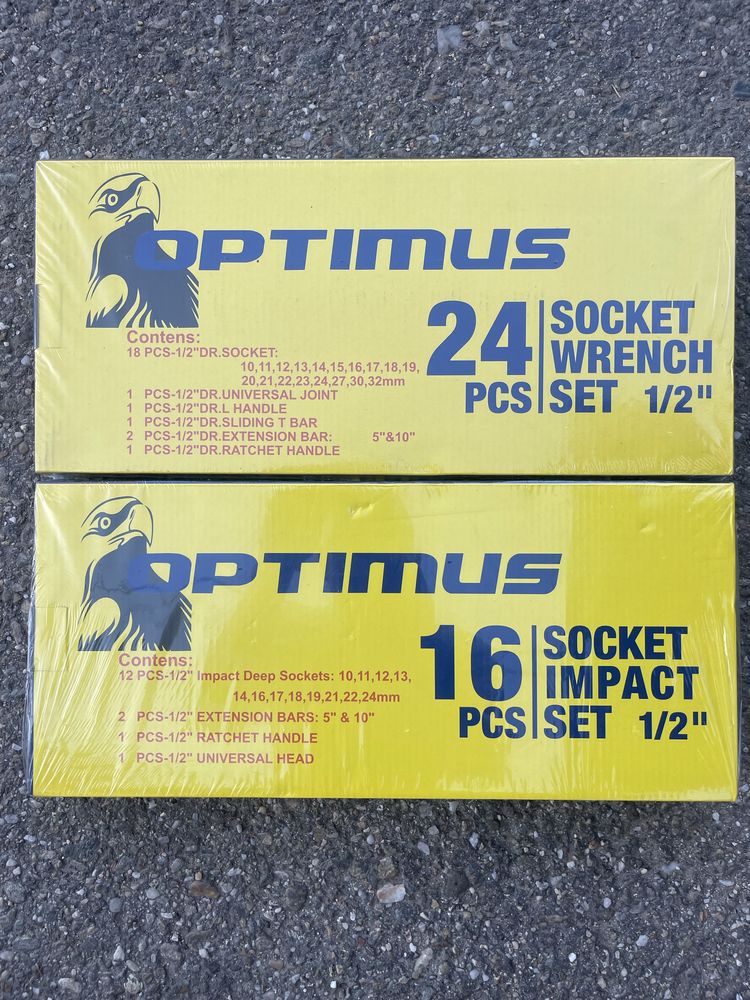 OPTIMUS
Contens:
18 PCS-1/2"DR.SOCKET:
10,11,12,13,14,15,16,17,18,19,
20,21,22,23,24,27,30,32mm
1 PCS-1/2"DR.UNIVERSAL JOINT
1 PCS-1/2"DR.L HANDLE
1 PCS-1/2"DR.SLIDING T BAR
2 PCS-1/2"DR.EXTENSION BAR: 5"&10"
1 PCS-1/2"DR.RATCHET HANDLE
24
PCS
SOCKET
WRENCH
SET 1/2"
OPTIMUS
Contens:
12 PCS-1/2" Impact Deep Sockets: 10,11,12,13,
14,16,17,18,19,21,22,24mm
2 PCS-1/2" EXTENSION BARS: 5" & 10"
1 PCS-1/2" RATCHET HANDLE
1 PCS-1/2" UNIVERSAL HEAD
16
PCS
SOCKET
IMPACT
SET 1/2"